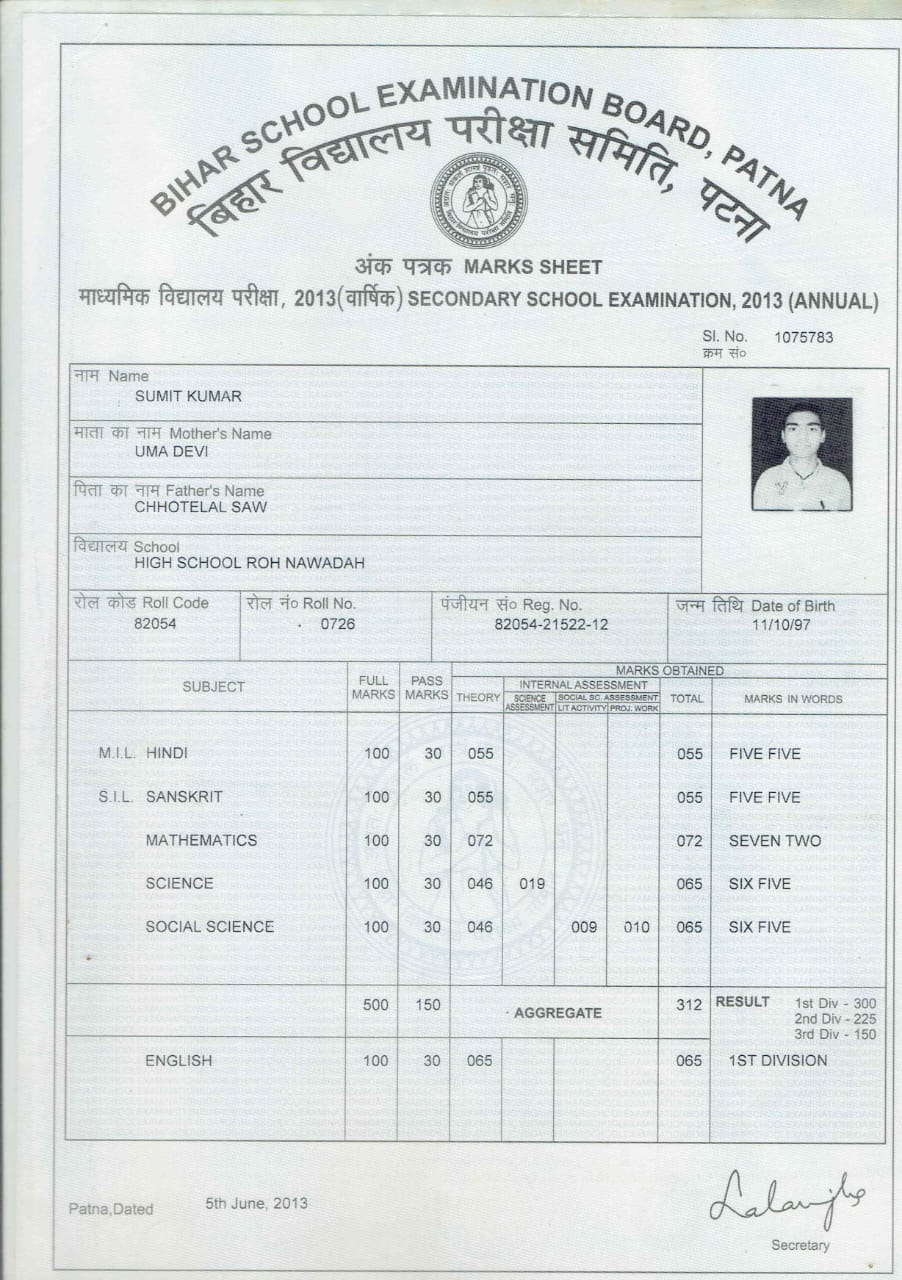 BIHAR SCHOOL EXAMINATION BOARD, PATNA
बिहार विद्यालय परीक्षा समिति, पटना
अंक पत्रक MARKS SHEET
माध्यमिक विद्यालय परीक्षा, 2013(वार्षिक) SECONDARY SCHOOL EXAMINATION, 2013 (ANNUAL)
Sl. No. 1075783
क्रम सं०
नाम Name
SUMIT KUMAR
माता का नाम Mother's Name
UMA DEVI
पिता का नाम Father's Name
CHHOTELAL SAW
विद्यालय School
HIGH SCHOOL ROH NAWADAH
रोल कोड Roll Code रोल नं० Roll No. पंजीयन सं० Reg. No. जन्म तिथि Date of Birth
82054 0726 82054-21522-12 11/10/97
MARKS OBTAINED
SUBJECT FULL MARKS PASS MARKS THEORY INTERNAL ASSESSMENT TOTAL MARKS IN WORDS
SCIENCE ASSESSMENT SOCIAL SC. ASSESSMENT
LIT ACTIVITY PROJ. WORK
M.I.L. HINDI 100 30 055 055 FIVE FIVE
S.I.L. SANSKRIT 100 30 055 055 FIVE FIVE
MATHEMATICS 100 30 072 072 SEVEN TWO
SCIENCE 100 30 046 019 065 SIX FIVE
SOCIAL SCIENCE 100 30 046 009 010 065 SIX FIVE
500 150 AGGREGATE 312 RESULT 1st Div - 300
2nd Div - 225
3rd Div - 150
ENGLISH 100 30 065 065 1ST DIVISION
Patna,Dated 5th June, 2013
Secretary